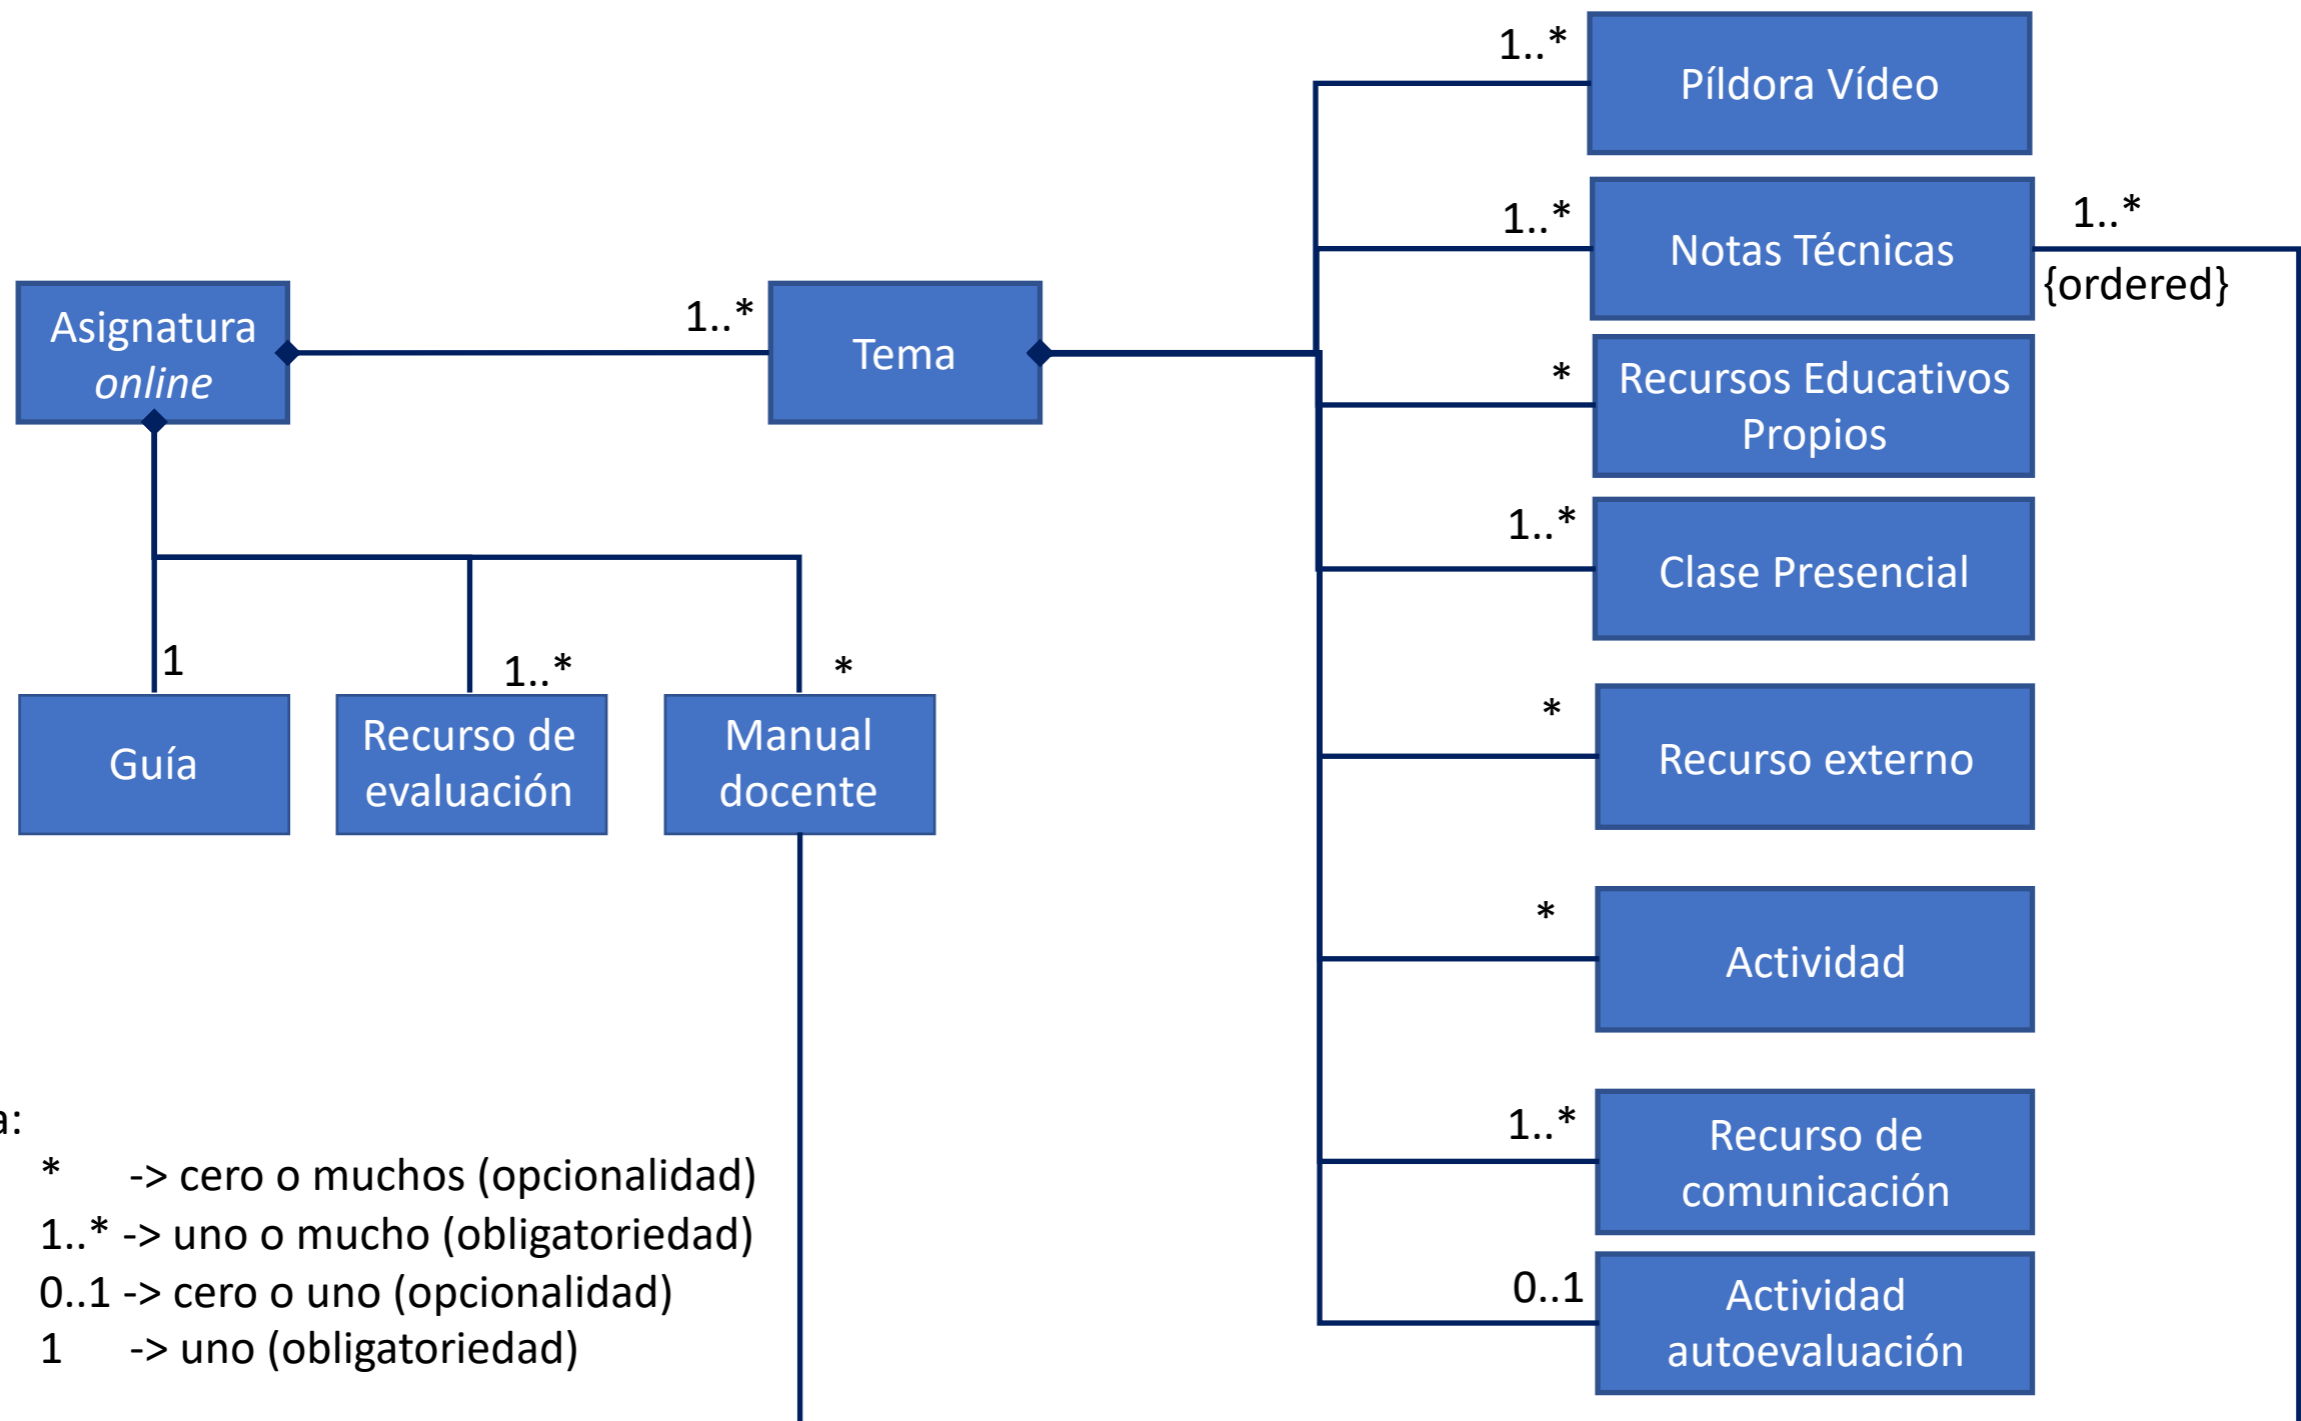 1..*
Píldora Vídeo
1..*
Notas Técnicas
1..*
{ordered}
Asignatura
online
1..*
Tema
*
Recursos Educativos
Propios
1..*
Clase Presencial
1
1..*
*
Guía
Recurso de
evaluación
Manual
docente
*
Recurso externo
*
Actividad
a:
* -> cero o muchos (opcionalidad)
1..* -> uno o mucho (obligatoriedad)
0..1 -> cero o uno (opcionalidad)
1 -> uno (obligatoriedad)
1..*
Recurso de
comunicación
0..1
Actividad
autoevaluación